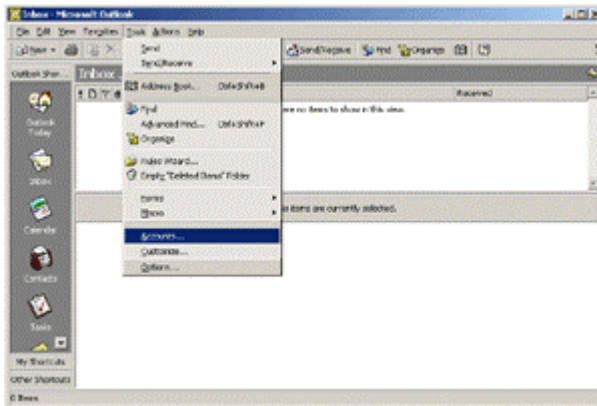 Inbox - Microsoft Outlook
File Edit View Favorites Tools Actions Help
New Send/Receive Find Organize
Outlook Shor... Inbox
Send
Send/Receive
Address Book... Ctrl+Shift+B
Find
Advanced Find... Ctrl+Shift+F
Organize
Rules Wizard...
Empty "Deleted Items" Folder
Forms
Macro
Accounts...
Customize...
Options...
Received
are no items to show in this view.
items are currently selected.
Outlook
Today
Inbox
Calendar
Contacts
Tasks
My Shortcuts
Other Shortcuts
0 Items